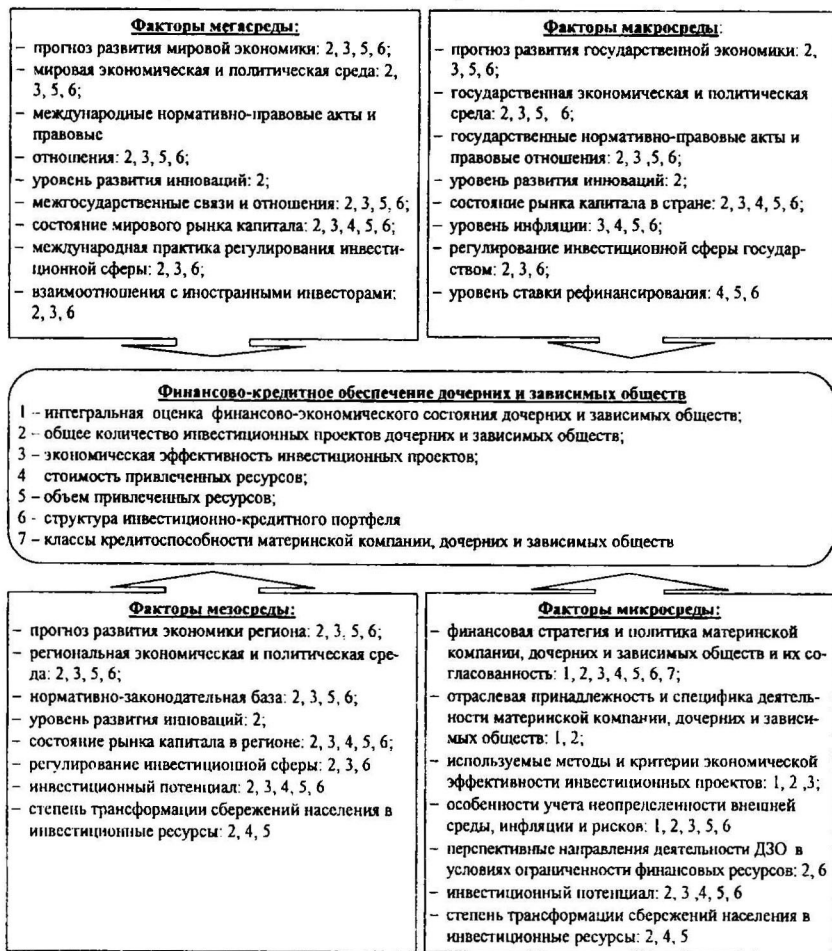 Факторы мегасреды:
– прогноз развития мировой экономики: 2, 3, 5, 6;
– мировая экономическая и политическая среда: 2,
3, 5, 6;
– международные нормативно-правовые акты и
правовые
– отношения: 2, 3, 5, 6;
– уровень развития инноваций: 2;
– межгосударственные связи и отношения: 2, 3, 5, 6;
– состояние мирового рынка капитала: 2, 3, 4, 5, 6;
– международная практика регулирования инвести-
ционной сферы: 2, 3, 6;
– взаимоотношения с иностранными инвесторами:
2, 3, 6
Факторы макросреды:
– прогноз развития государственной экономики: 2,
3, 5, 6;
– государственная экономическая и политическая
среда: 2, 3, 5, 6;
– государственные нормативно-правовые акты и
правовые отношения: 2, 3 ,5, 6;
– уровень развития инноваций: 2;
– состояние рынка капитала в стране: 2, 3, 4, 5, 6;
– уровень инфляции: 3, 4, 5, 6;
– регулирование инвестиционной сферы государ-
ством: 2, 3, 6;
– уровень ставки рефинансирования: 4, 5, 6
Финансово-кредитное обеспечение дочерних и зависимых обществ
1 – интегральная оценка финансово-экономического состояния дочерних и зависимых обществ;
2 – общее количество инвестиционных проектов дочерних и зависимых обществ;
3 – экономическая эффективность инвестиционных проектов;
4 стоимость привлеченных ресурсов;
5 – объем привлеченных ресурсов;
6 – структура инвестиционно-кредитного портфеля
7 – классы кредитоспособности материнской компании, дочерних и зависимых обществ
Факторы мезосреды:
– прогноз развития экономики региона: 2, 3, 5, 6;
– региональная экономическая и политическая сре-
да: 2, 3, 5, 6;
– нормативно-законодательная база: 2, 3, 5, 6;
– уровень развития инноваций: 2;
– состояние рынка капитала в регионе: 2, 3, 4, 5, 6;
– регулирование инвестиционной сферы: 2, 3, 6
– инвестиционный потенциал: 2, 3, 4, 5, 6
– степень трансформации сбережений населения в
инвестиционные ресурсы: 2, 4, 5
Факторы микросреды:
– финансовая стратегия и политика материнской
компании, дочерних и зависимых обществ и их со-
гласованность: 1, 2, 3, 4, 5, 6, 7;
– отраслевая принадлежность и специфика деятель-
ности материнской компании, дочерних и зависи-
мых обществ: 1, 2;
– используемые методы и критерии экономической
эффективности инвестиционных проектов: 1, 2 ,3;
– особенности учета неопределенности внешней
среды, инфляции и рисков: 1, 2, 3, 5, 6
– перспективные направления деятельности ДЗО в
условиях ограниченности финансовых ресурсов: 2, 6
– инвестиционный потенциал: 2, 3 ,4, 5, 6
– степень трансформации сбережений населения в
инвестиционные ресурсы: 2, 4, 5